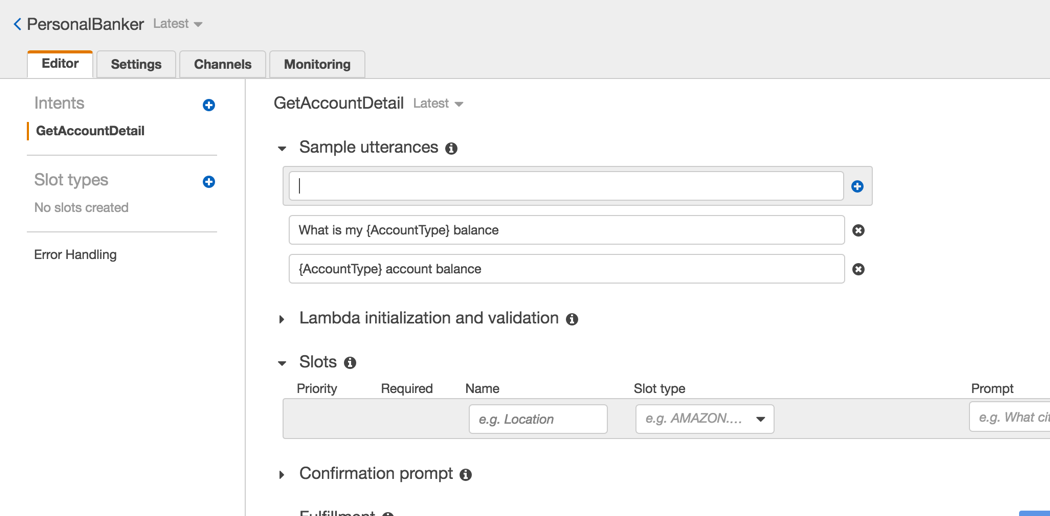 PersonalBanker Latest
Editor Settings Channels Monitoring
Intents
GetAccountDetail
Slot types
No slots created
Error Handling
GetAccountDetail Latest
Sample utterances
What is my {AccountType} balance
{AccountType} account balance
Lambda initialization and validation
Slots
Priority Required Name Slot type Prompt
e.g. Location e.g. AMAZON.... e.g. What cit
Confirmation prompt
Fulfillment